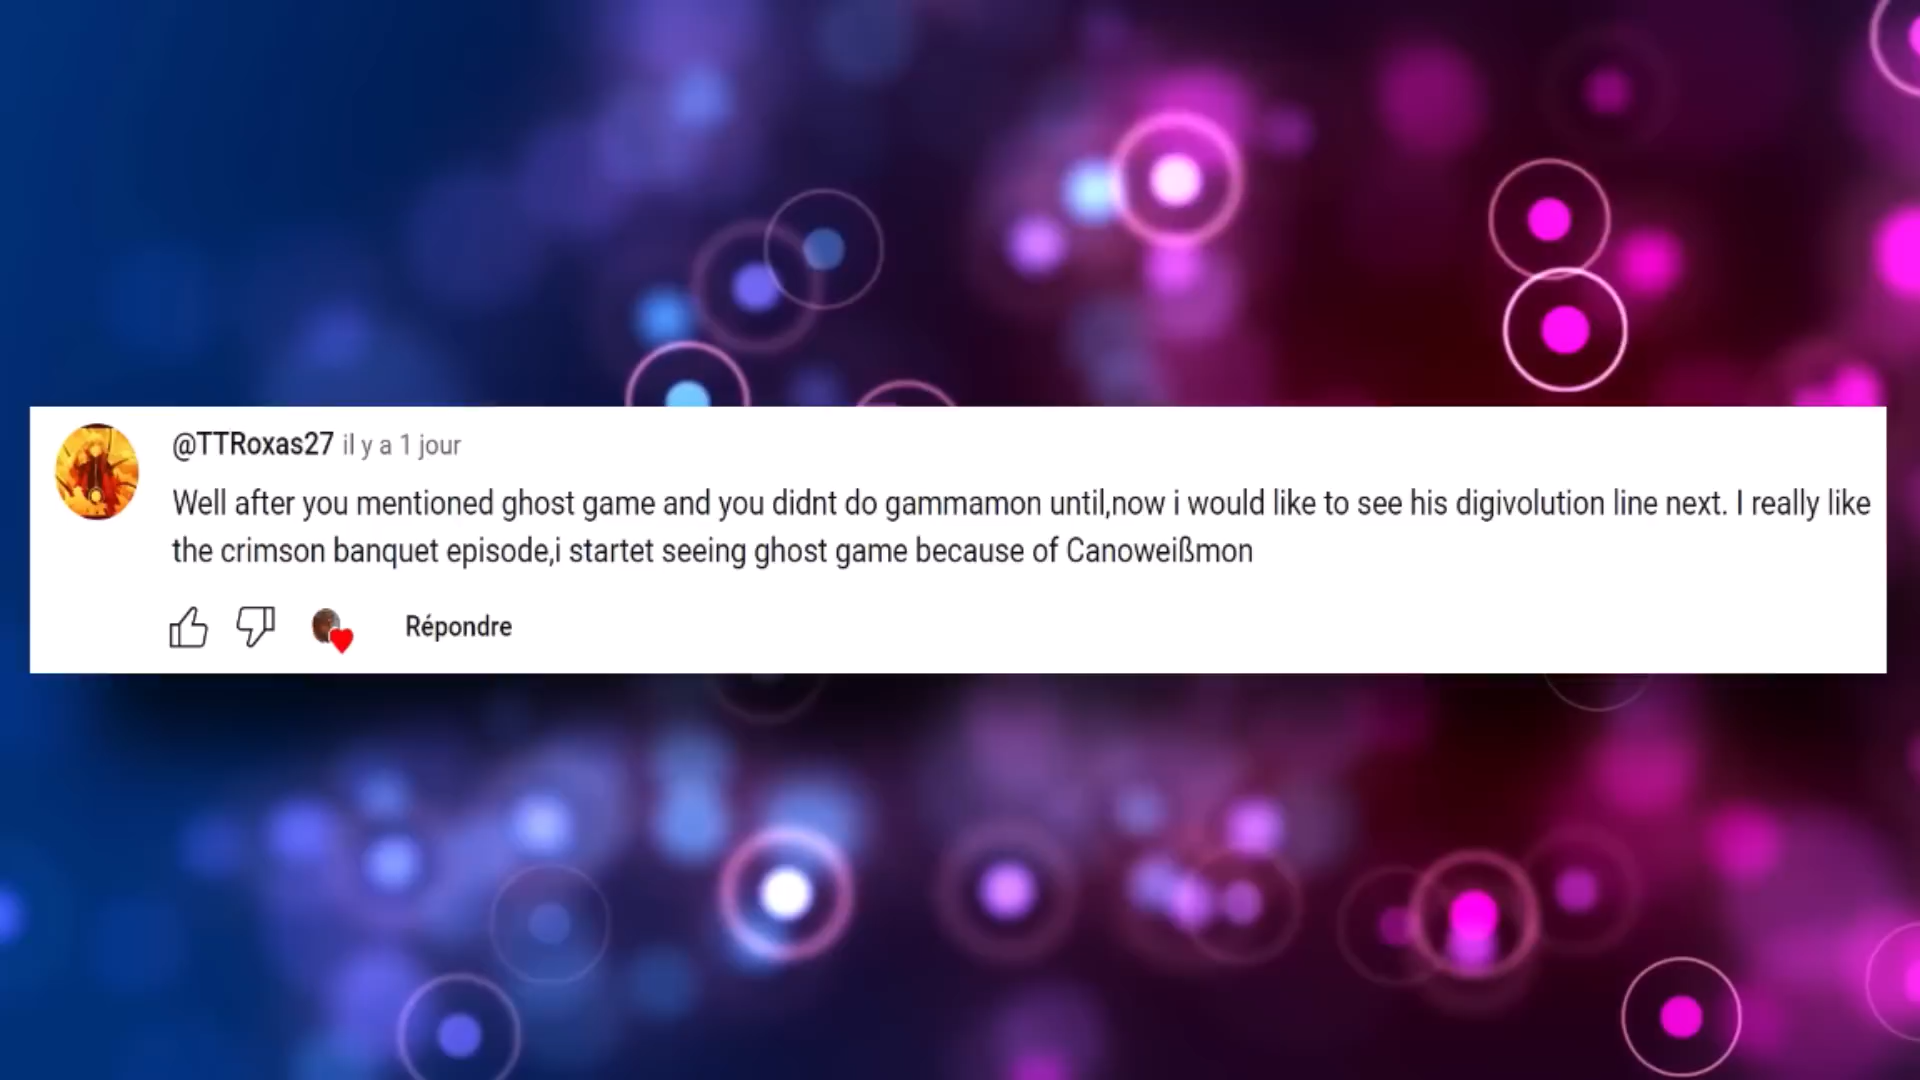 @TTRoxas27 il y a 1 jour
Well after you mentioned ghost game and you didnt do gammamon until,now i would like to see his digivolution line next. I really like
the crimson banquet episode,i startet seeing ghost game because of Canoweißmon
Répondre